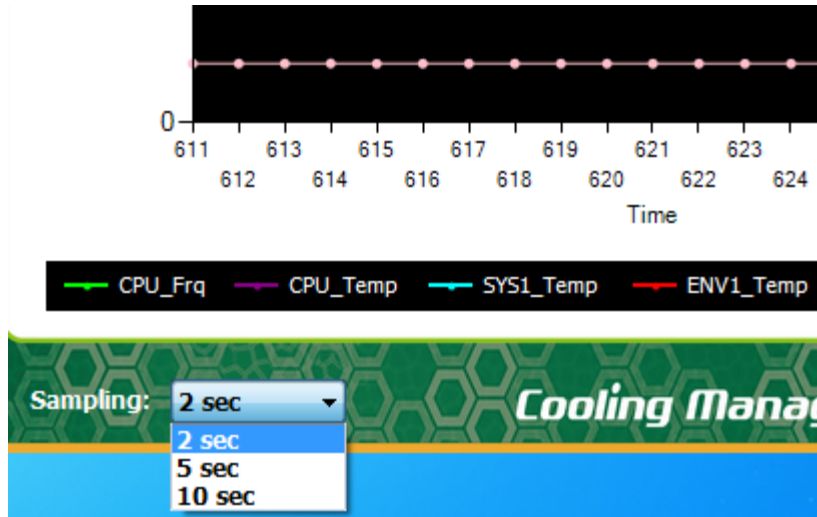 0
611 613 615 617 619 621 623
612 614 616 618 620 622 624
Time
CPU_Frq CPU_Temp SYS1_Temp ENV1_Temp
Sampling: 2 sec Cooling Mana
2 sec
5 sec
10 sec